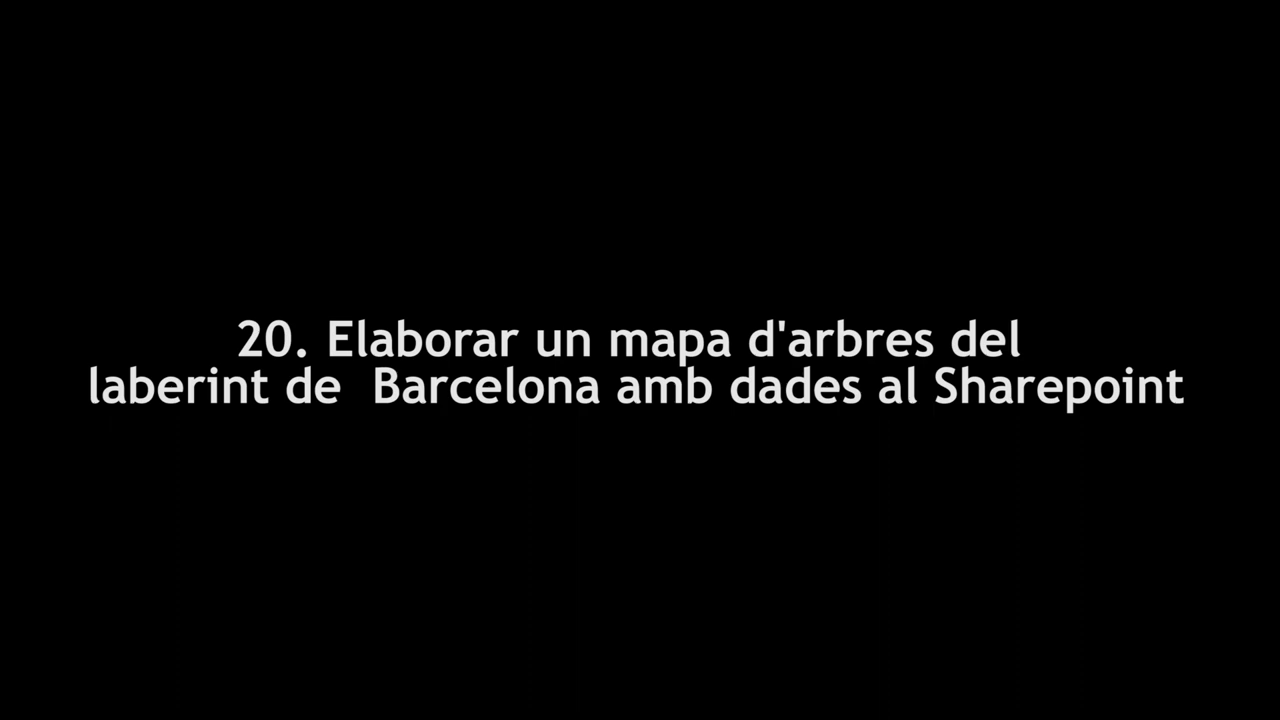 20. Elaborar un mapa d'arbres del
laberint de  Barcelona amb dades al Sharepoint